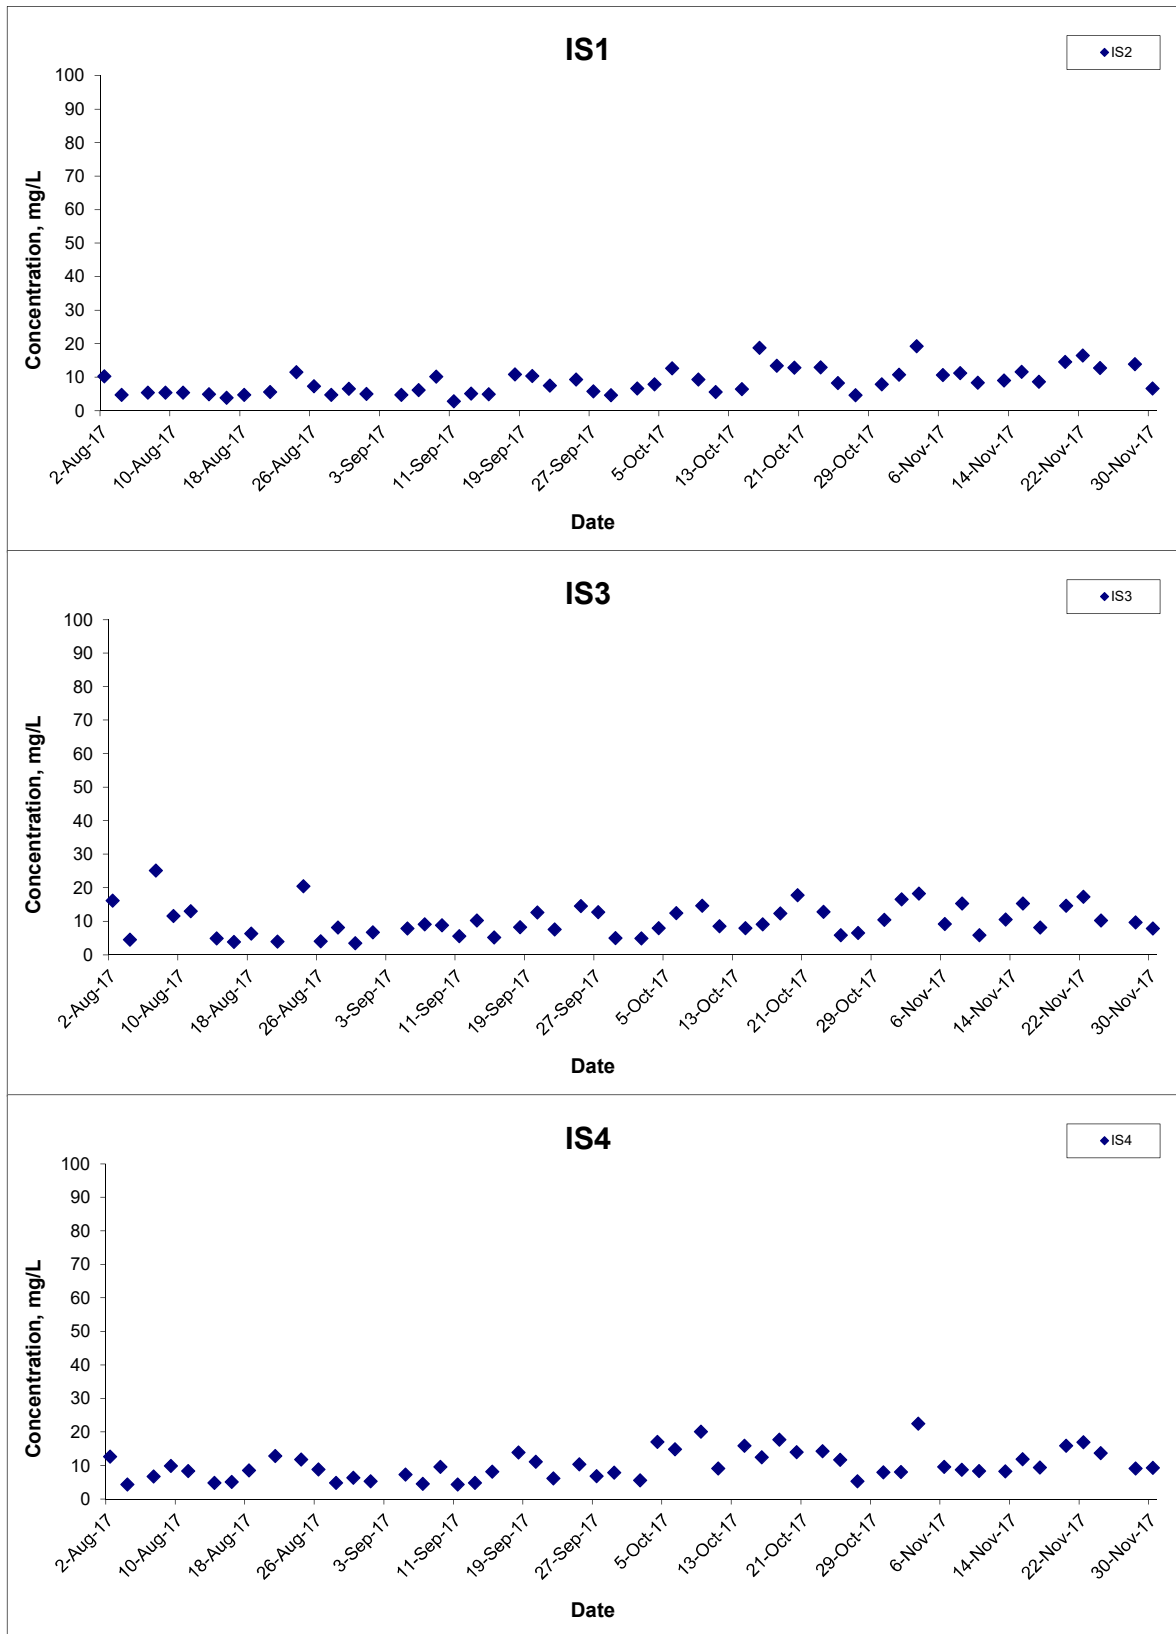 IS1
IS2
100
90
80
70
60
50
40
30
20
10
0
Concentration, mg/L
2-Aug-17 10-Aug-17 18-Aug-17 26-Aug-17 3-Sep-17 11-Sep-17 19-Sep-17 27-Sep-17 5-Oct-17 13-Oct-17 21-Oct-17 29-Oct-17 6-Nov-17 14-Nov-17 22-Nov-17 30-Nov-17
Date
IS3
IS3
100
90
80
70
60
50
40
30
20
10
0
Concentration, mg/L
2-Aug-17 10-Aug-17 18-Aug-17 26-Aug-17 3-Sep-17 11-Sep-17 19-Sep-17 27-Sep-17 5-Oct-17 13-Oct-17 21-Oct-17 29-Oct-17 6-Nov-17 14-Nov-17 22-Nov-17 30-Nov-17
Date
IS4
IS4
100
90
80
70
60
50
40
30
20
10
0
Concentration, mg/L
2-Aug-17 10-Aug-17 18-Aug-17 26-Aug-17 3-Sep-17 11-Sep-17 19-Sep-17 27-Sep-17 5-Oct-17 13-Oct-17 21-Oct-17 29-Oct-17 6-Nov-17 14-Nov-17 22-Nov-17 30-Nov-17
Date